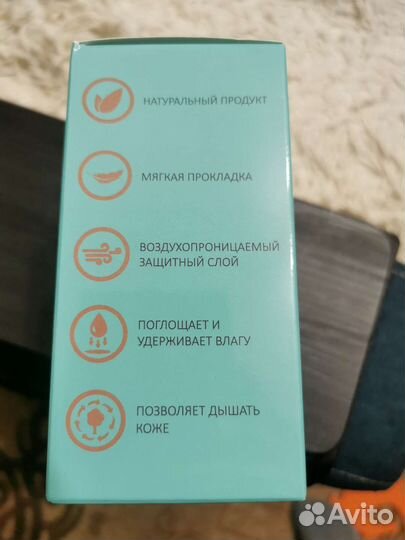 НАТУРАЛЬНЫЙ ПРОДУКТ
МЯГКАЯ ПРОКЛАДКА
ВОЗДУХОПРОНИЦАЕМЫЙ
ЗАЩИТНЫЙ СЛОЙ
ПОГЛОЩАЕТ И
УДЕРЖИВАЕТ ВЛАГУ
ПОЗВОЛЯЕТ ДЫШАТЬ
КОЖЕ
Avito